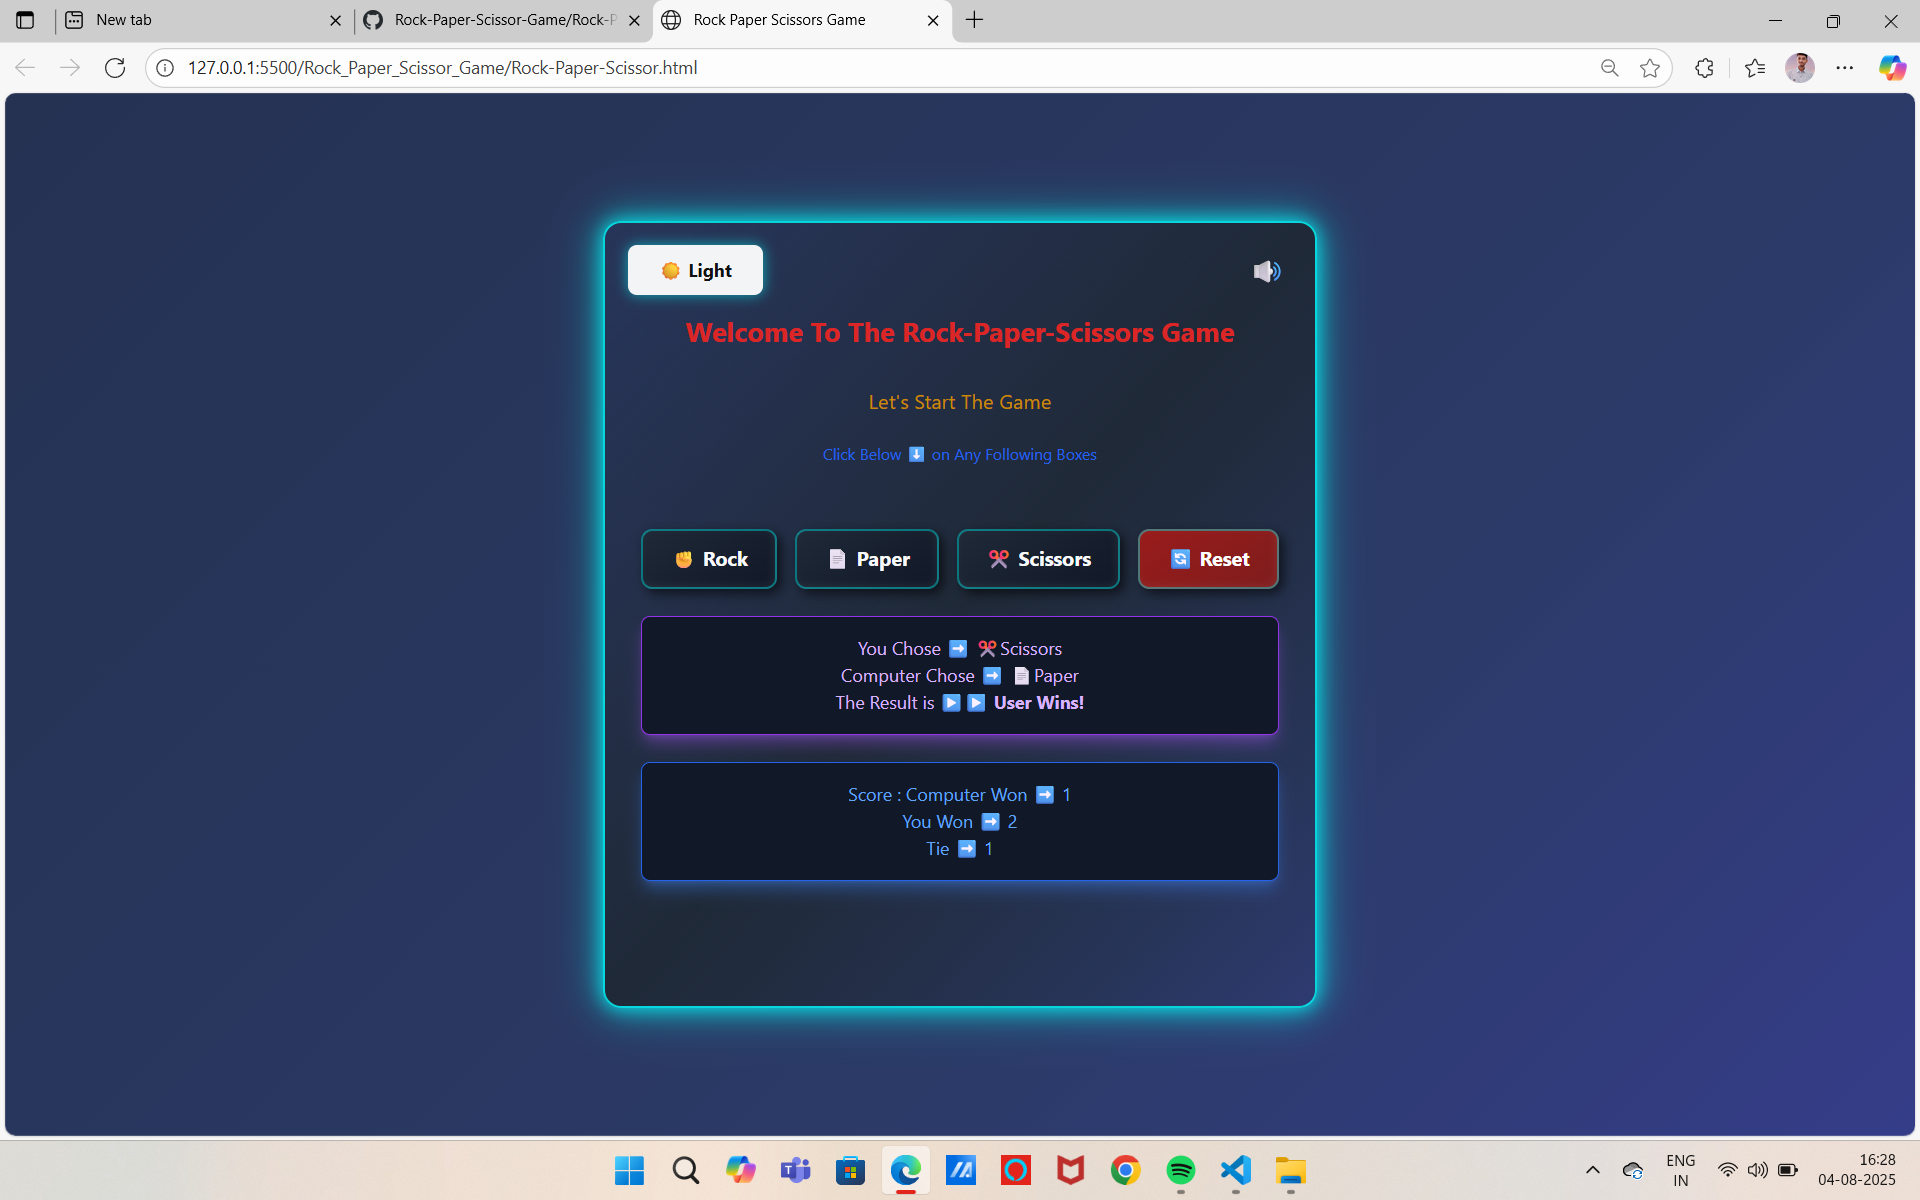 New tab
Rock-Paper-Scissor-Game/Rock-P
Rock Paper Scissors Game
127.0.0.1:5500/Rock_Paper_Scissor_Game/Rock-Paper-Scissor.html
Light
Welcome To The Rock-Paper-Scissors Game
Let's Start The Game
Click Below ⬇️ on Any Following Boxes
✊ Rock
📄 Paper
✂️ Scissors
🔄 Reset
You Chose ➡️ ✂️Scissors
Computer Chose ➡️ 📄Paper
The Result is ▶️▶️ User Wins!
Score : Computer Won ➡️ 1
You Won ➡️ 2
Tie ➡️ 1
ENG
IN
16:28
04-08-2025